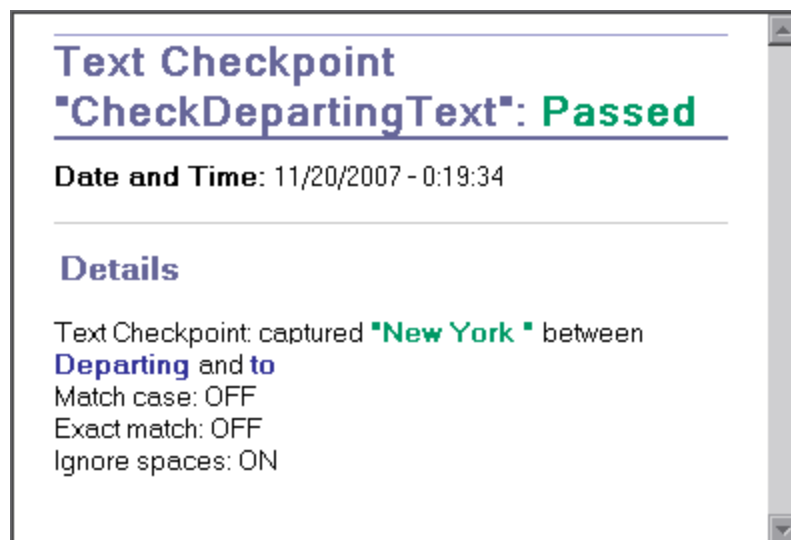 Text Checkpoint
"CheckDepartingText": Passed
Date and Time: 11/20/2007 - 0:19:34
Details
Text Checkpoint: captured "New York " between
Departing and to
Match case: OFF
Exact match: OFF
Ignore spaces: ON